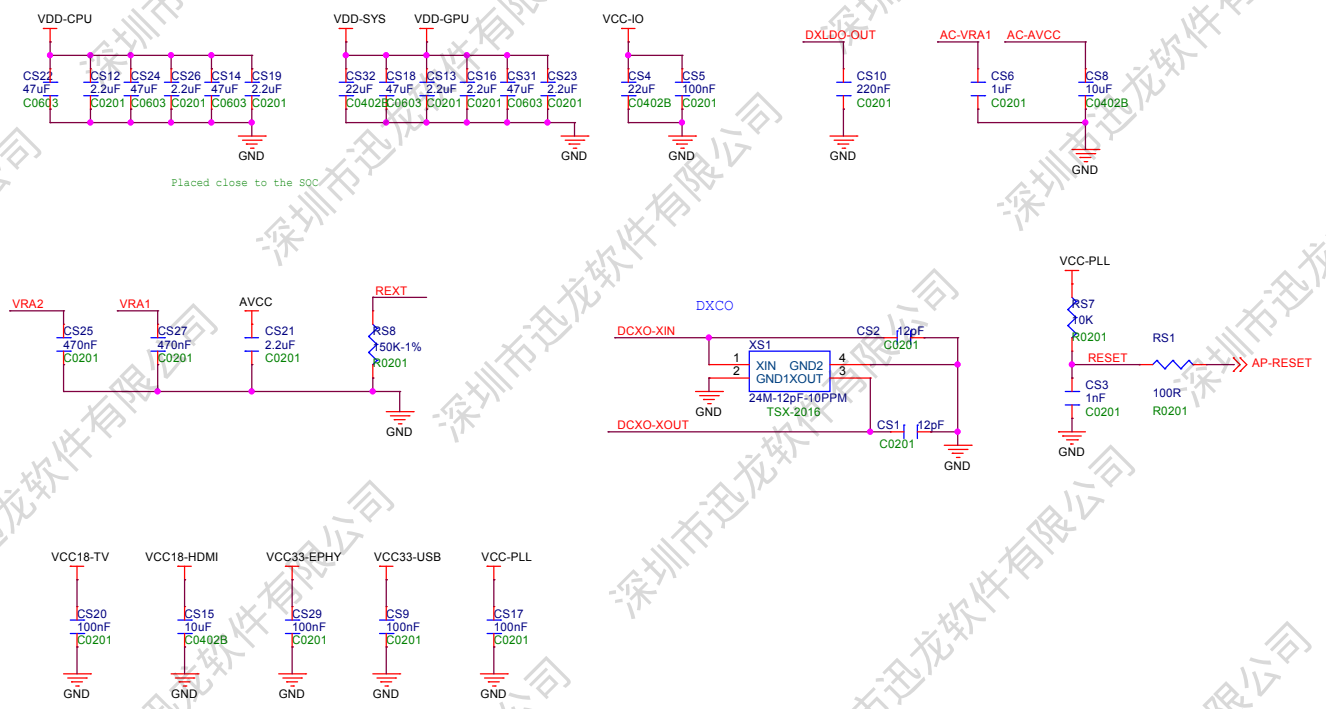 VDD-CPU
VDD-SYS VDD-GPU
VCC-IO
DXLDO-OUT
AC-VRA1 AC-AVCC
CS22 CS12 CS24 CS26 CS14 CS19
47uF 2.2uF 47uF 2.2uF 47uF 2.2uF
C0603 C0201 C0603 C0201 C0603 C0201
CS32 CS18 CS13 CS16 CS31 CS23
22uF 47uF 2.2uF 2.2uF 47uF 2.2uF
C0402B C0603 C0201 C0201 C0603 C0201
CS4 CS5
22uF 100nF
C0402B C0201
CS10
220nF
C0201
CS6 CS8
1uF 10uF
C0201 C0402B
GND GND GND GND GND
Placed close to the SOC
VRA2 VRA1 AVCC REXT
CS25 CS27 CS21 RS8
470nF 470nF 2.2uF 150K-1%
C0201 C0201 C0201 R0201
GND
DXCO
DCXO-XIN
CS2 12pF
C0201
XS1
1 XIN GND2 4
2 GND1 XOUT 3
24M-12pF-10PPM
TSX-2016
GND
DCXO-XOUT
CS1 12pF
C0201
GND
VCC-PLL
RS7
10K
R0201
RESET
RS1
100R
R0201
AP-RESET
CS3
1nF
C0201
GND
VCC18-TV VCC18-HDMI VCC33-EPHY VCC33-USB VCC-PLL
CS20 CS15 CS29 CS9 CS17
100nF 10uF 100nF 100nF 100nF
C0201 C0402B C0201 C0201 C0201
GND GND GND GND GND
深圳市迅龙软件有限公司